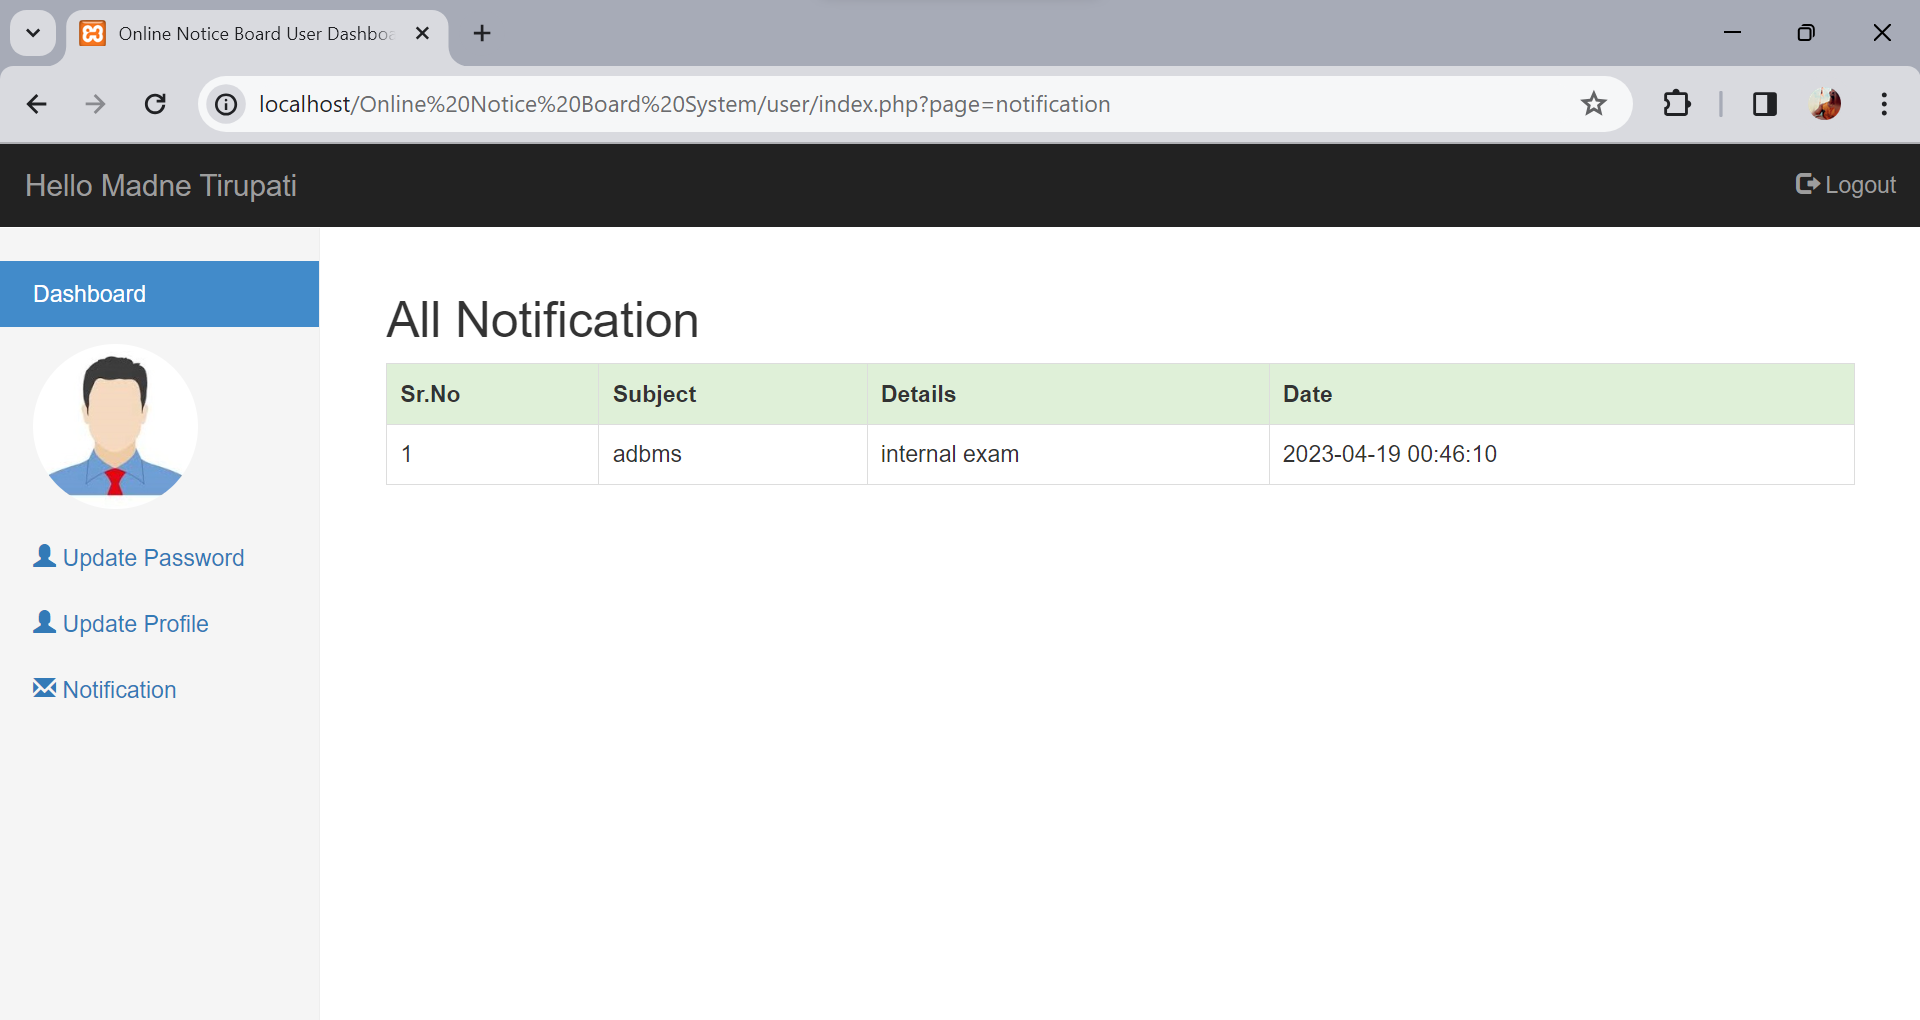 Online Notice Board User Dashboa
localhost/Online%20Notice%20Board%20System/user/index.php?page=notification
Hello Madne Tirupati
Logout
Dashboard
All Notification
Sr.No Subject Details Date
1 adbms internal exam 2023-04-19 00:46:10
Update Password
Update Profile
Notification